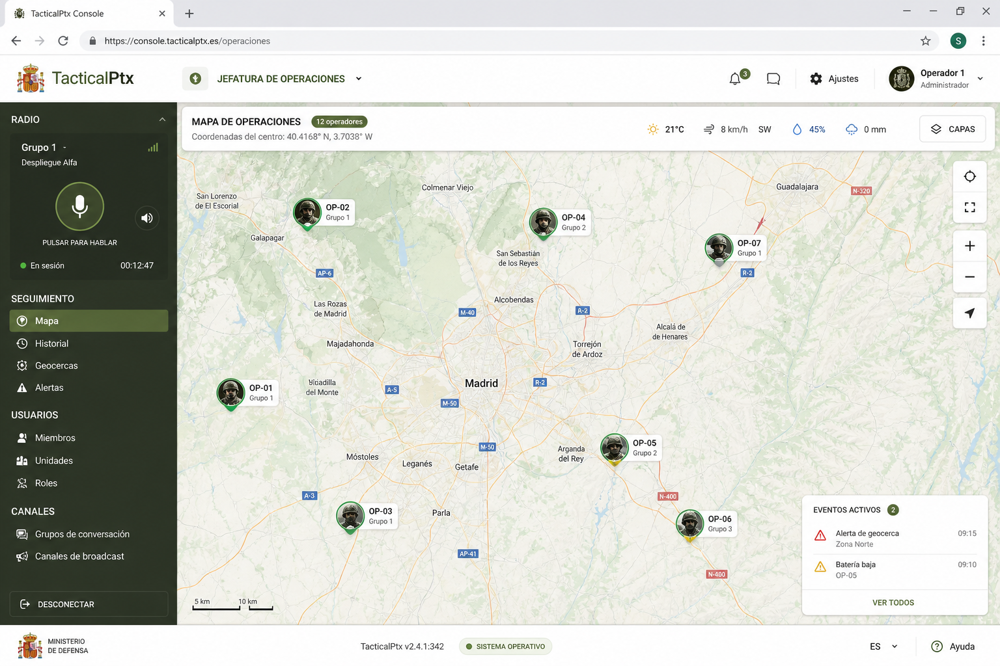 TacticalPtx Console
https://console.tacticalptx.es/operaciones
S
TacticalPtx
JEFATURA DE OPERACIONES
3
Ajustes
Operador 1
Administrador
RADIO
Grupo 1
Despliegue Alfa
PULSAR PARA HABLAR
En sesión
00:12:47
SEGUIMIENTO
Mapa
Historial
Geocercas
Alertas
USUARIOS
Miembros
Unidades
Roles
CANALES
Grupos de conversación
Canales de broadcast
DESCONECTAR
MAPA DE OPERACIONES
12 operadores
Coordenadas del centro: 40.4168° N, 3.7038° W
21°C
8 km/h
SW
45%
0 mm
CAPAS
San Lorenzo
de El Escorial
Colmenar Viejo
Guadalajara
N-320
OP-02
Grupo 1
OP-04
Grupo 2
Galapagar
OP-07
Grupo 1
San Sebastián
de los Reyes
AP-6
R-2
Las Rozas
de Madrid
Alcobendas
M-40
A-2
Alcalá de
de Henares
Majadahonda
Torrejón
de Ardoz
OP-01
Grupo 1
del Monte
A-5
Madrid
R-2
M-50
M-50
OP-05
Grupo 2
Arganda
del Rey
Móstoles
Leganés
Getafe
A-3
N-400
OP-03
Grupo 1
Parla
OP-06
Grupo 3
AP-41
N-400
5 km
10 km
EVENTOS ACTIVOS
2
Alerta de geocerca
Zona Norte
09:15
Batería baja
OP-05
09:10
VER TODOS
MINISTERIO
DE DEFENSA
TacticalPtx v2.4.1:342
SISTEMA OPERATIVO
ES
Ayuda